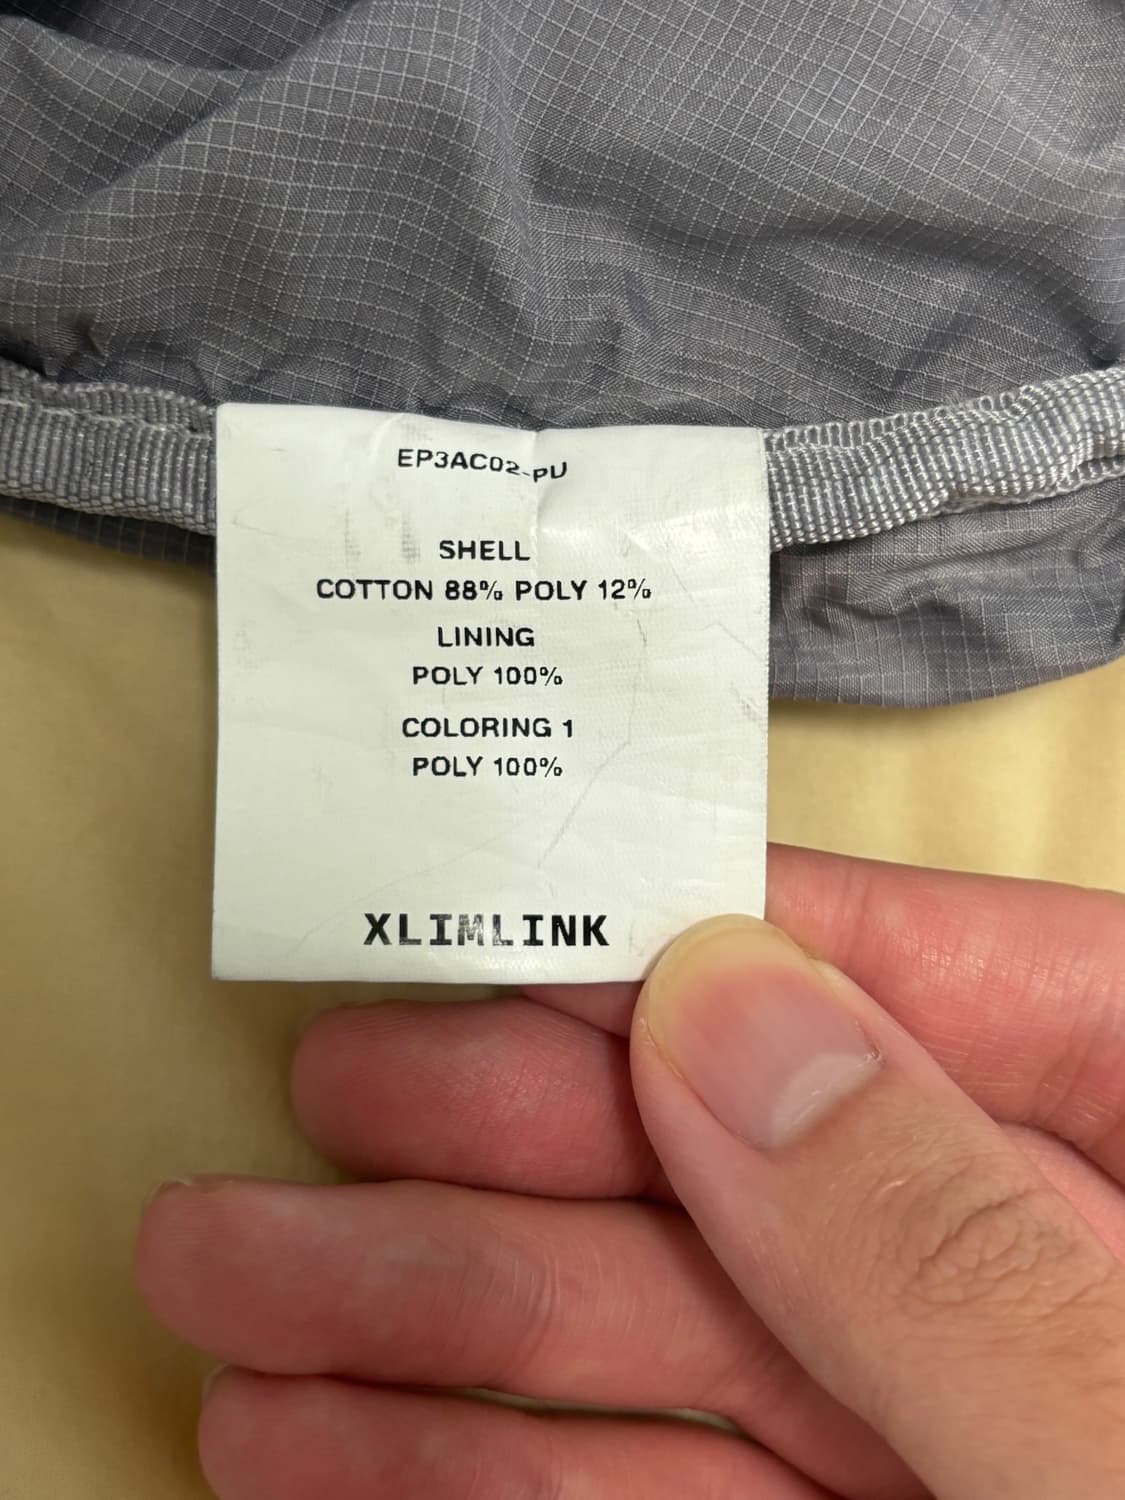 EP3AC02-PU
SHELL
COTTON 88% POLY 12%
LINING
POLY 100%
COLORING 1
POLY 100%
XLIMLINK